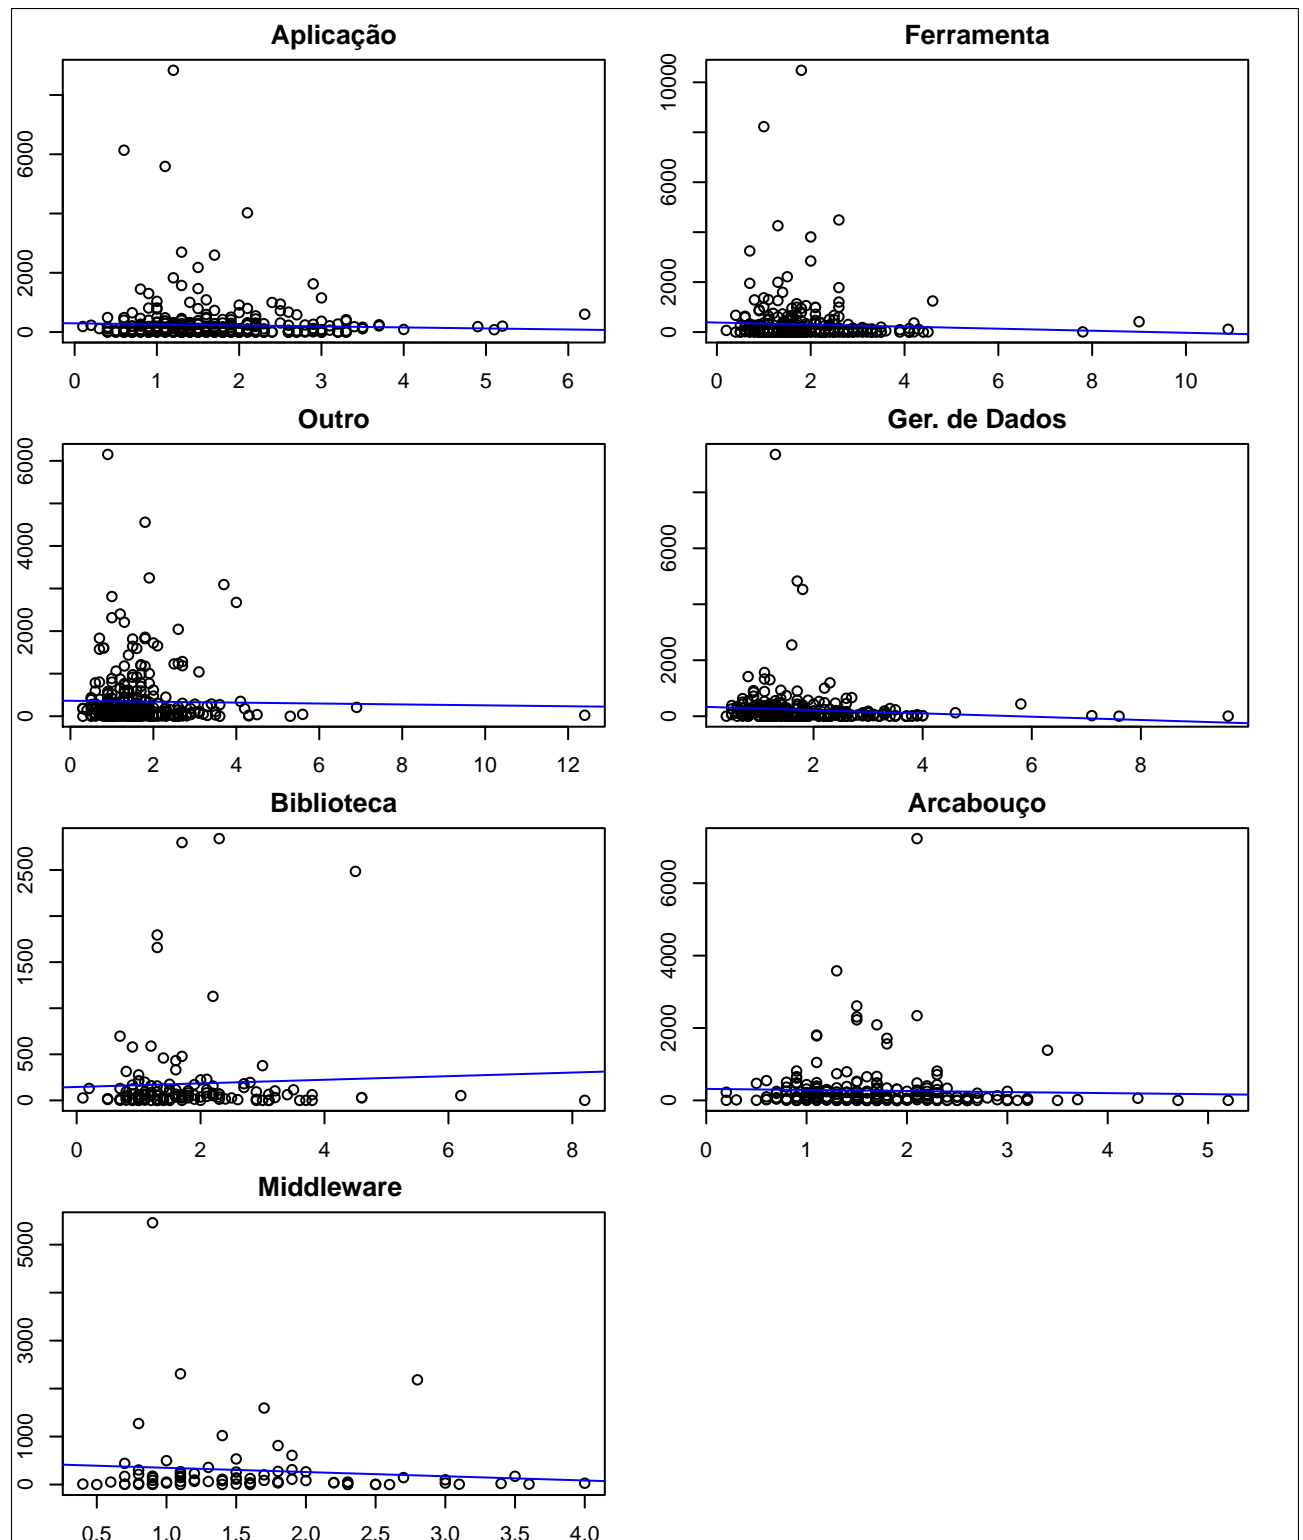 Aplicação
0 2000 6000
0 1 2 3 4 5 6
Ferramenta
0 2000 6000 10000
0 2 4 6 8 10
Outro
0 2000 4000 6000
0 2 4 6 8 10 12
Ger. de Dados
0 2000 6000
2 4 6 8
Biblioteca
0 500 1500 2500
0 2 4 6 8
Arcabouço
0 2000 4000 6000
0 1 2 3 4 5
Middleware
0 1000 3000 5000
0.5 1.0 1.5 2.0 2.5 3.0 3.5 4.0